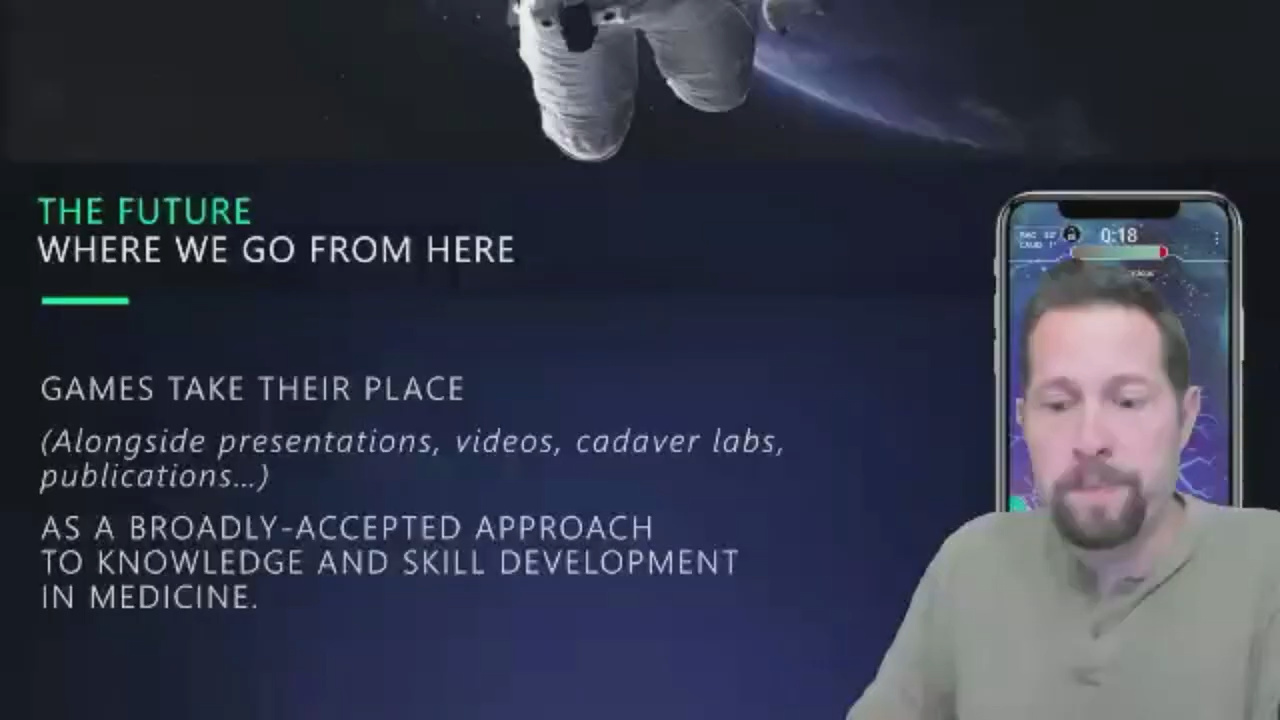 THE FUTURE
WHERE WE GO FROM HERE
0:18
GAMES TAKE THEIR PLACE
(Alongside presentations, videos, cadaver labs,
publications...)
AS A BROADLY-ACCEPTED APPROACH
TO KNOWLEDGE AND SKILL DEVELOPMENT
IN MEDICINE.